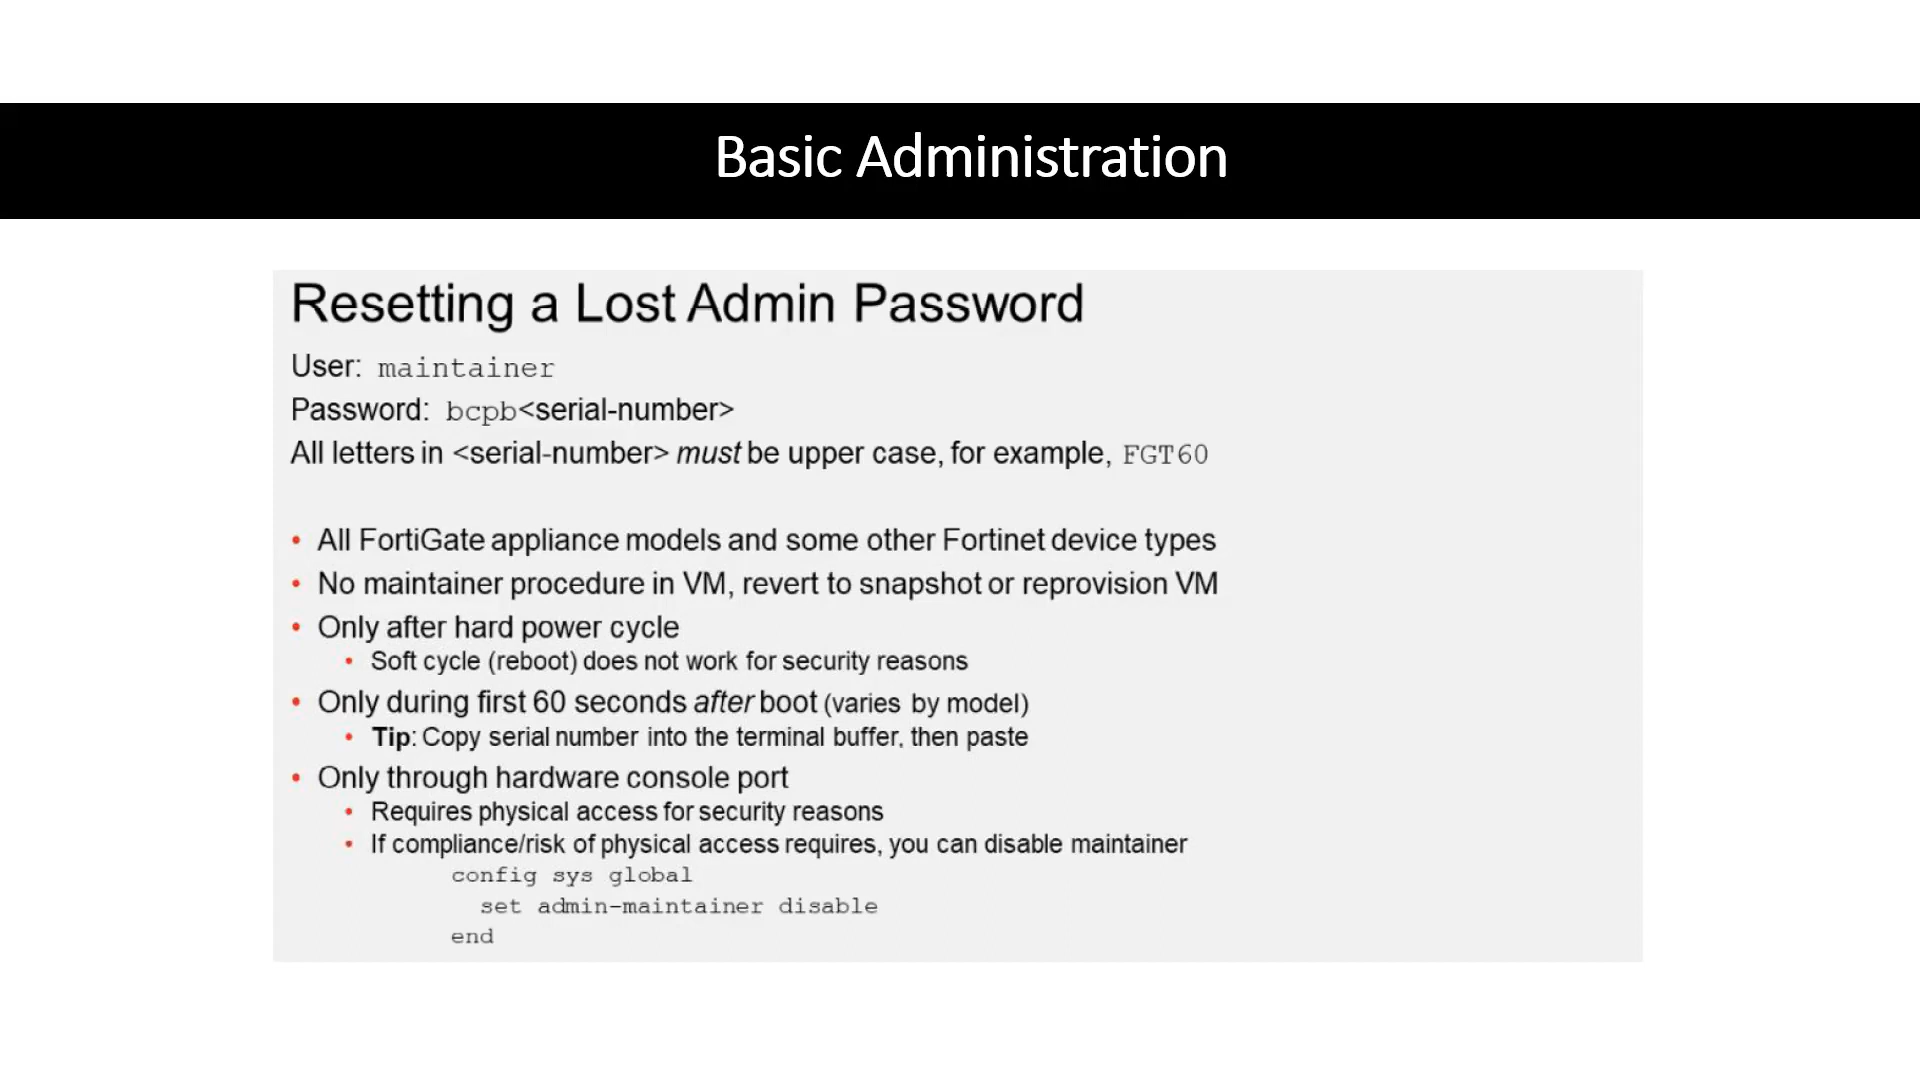 Basic Administration
Resetting a Lost Admin Password
User: maintainer
Password: bcpb<serial-number>
All letters in <serial-number> must be upper case, for example, FGT60
• All FortiGate appliance models and some other Fortinet device types
• No maintainer procedure in VM, revert to snapshot or reprovision VM
• Only after hard power cycle
• Soft cycle (reboot) does not work for security reasons
• Only during first 60 seconds after boot (varies by model)
• Tip: Copy serial number into the terminal buffer, then paste
• Only through hardware console port
• Requires physical access for security reasons
• If compliance/risk of physical access requires, you can disable maintainer
config sys global
set admin-maintainer disable
end